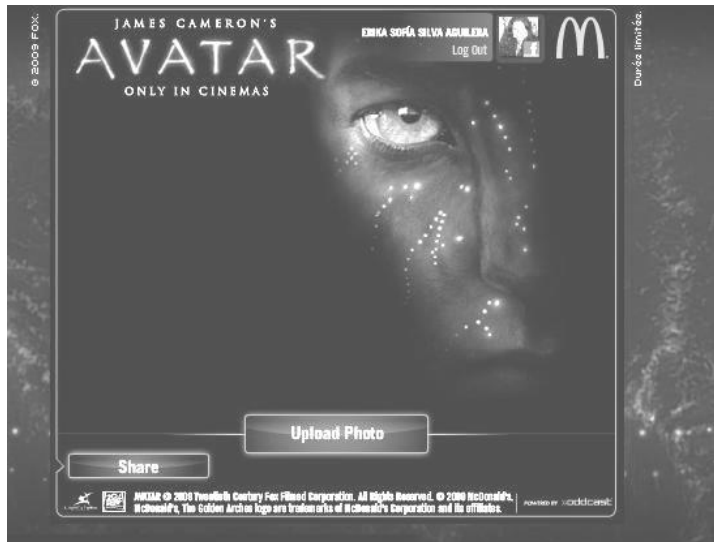 © 2009 FOX.
JAMES CAMERON'S
AVATAR
ONLY IN CINEMAS
ERIKA SOFÍA SILVA AGUILERA
Log Out
Durée limitée.
Upload Photo
Share
AVATAR © 2009 Twentieth Century Fox Filmed Corporation. All Rights Reserved. © 2009 McDonald's.
McDonald's, The Golden Arches logo are trademarks of McDonald's Corporation and its affiliates.
POWERED BY oddcast